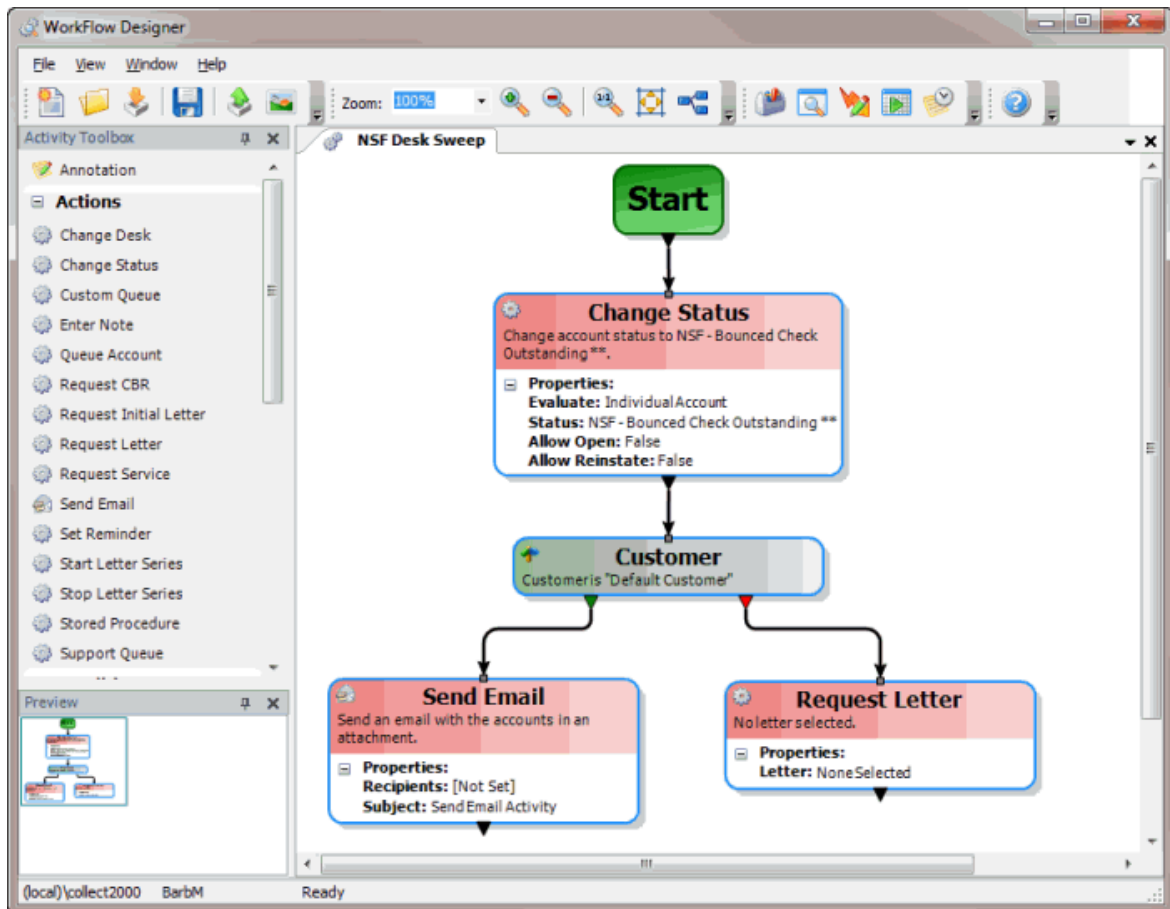 WorkFlow Designer
File View Window Help
Zoom: 100%
1:1
Activity Toolbox
NSF Desk Sweep
Annotation
Actions
Change Desk
Change Status
Custom Queue
Enter Note
Queue Account
Request CBR
Request Initial Letter
Request Letter
Request Service
Send Email
Set Reminder
Start Letter Series
Stop Letter Series
Stored Procedure
Support Queue
Preview
Start
Change Status
Change account status to NSF - Bounced Check
Outstanding **.
Properties:
Evaluate: Individual Account
Status: NSF - Bounced Check Outstanding **
Allow Open: False
Allow Reinstate: False
Customer
Customer is "Default Customer"
Send Email
Send an email with the accounts in an
attachment.
Properties:
Recipients: [Not Set]
Subject: Send Email Activity
Request Letter
No letter selected.
Properties:
Letter: None Selected
(local)\collect2000 BarbM Ready